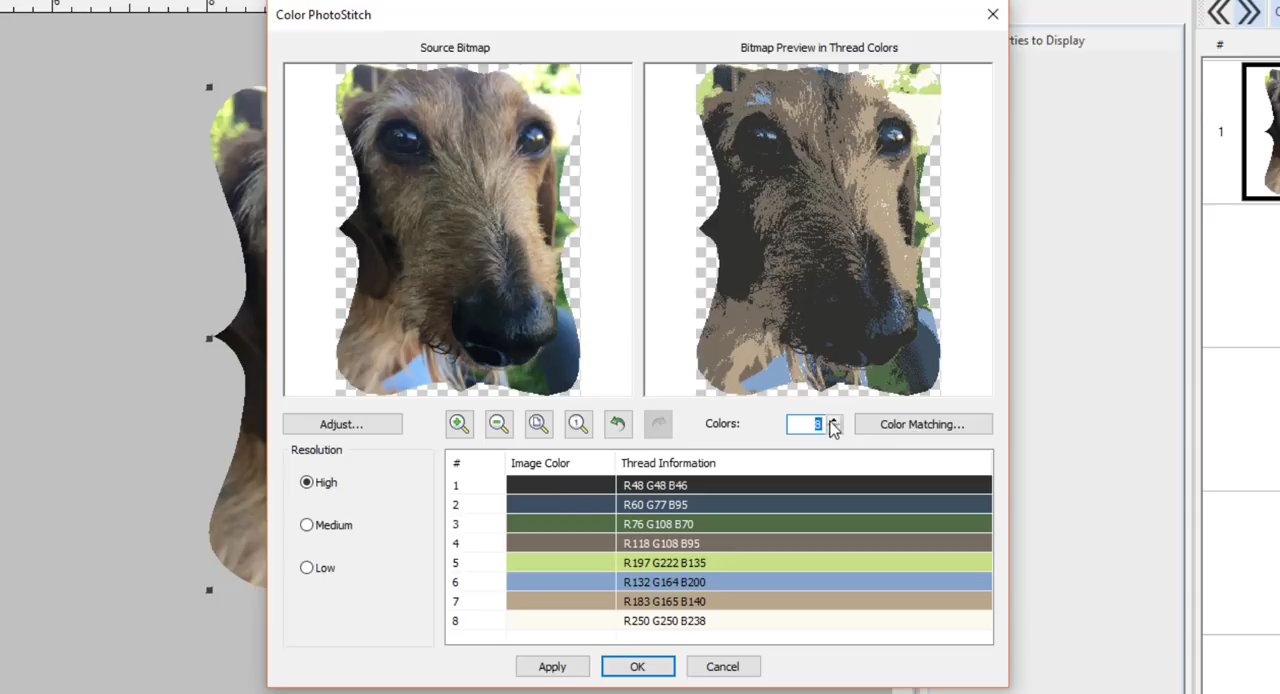 6
8
Color PhotoStitch
ties to Display
#
Source Bitmap
Bitmap Preview in Thread Colors
1
Adjust...
Colors:
8
Color Matching...
Resolution
High
Medium
Low
# Image Color Thread Information
1 R48 G48 B46
2 R60 G77 B95
3 R76 G108 B70
4 R118 G108 B95
5 R197 G222 B135
6 R132 G164 B200
7 R183 G165 B140
8 R250 G250 B238
Apply
OK
Cancel